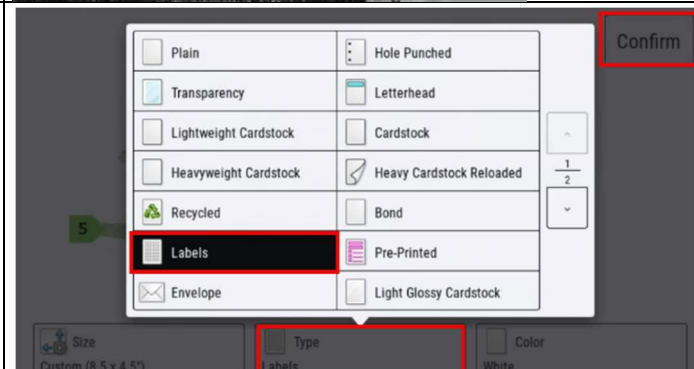 Confirm
Plain
Hole Punched
Transparency
Letterhead
Lightweight Cardstock
Cardstock
Heavyweight Cardstock
Heavy Cardstock Reloaded
1
2
Recycled
Bond
5
Labels
Pre-Printed
Envelope
Light Glossy Cardstock
Size
Type
Color
Custom (8.5 x 4.5")
Labels
White